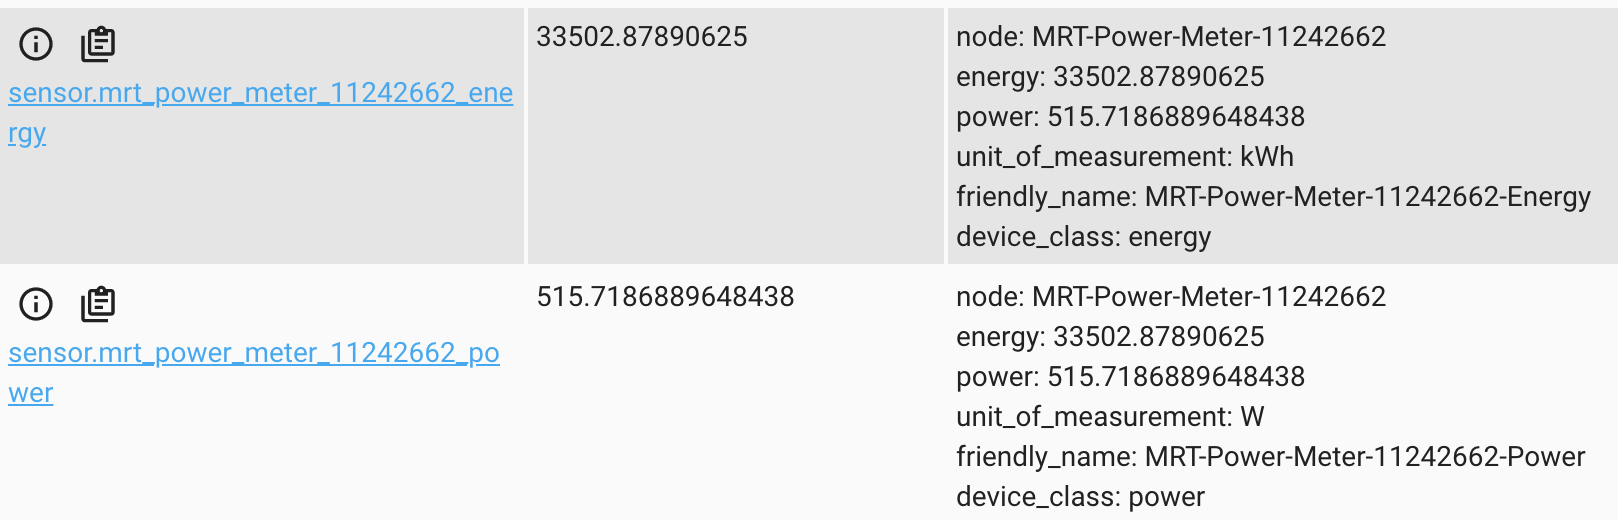 sensor.mrt_power_meter_11242662_ene
rgy
33502.87890625
node: MRT-Power-Meter-11242662
energy: 33502.87890625
power: 515.7186889648438
unit_of_measurement: kWh
friendly_name: MRT-Power-Meter-11242662-Energy
device_class: energy
sensor.mrt_power_meter_11242662_po
wer
515.7186889648438
node: MRT-Power-Meter-11242662
energy: 33502.87890625
power: 515.7186889648438
unit_of_measurement: W
friendly_name: MRT-Power-Meter-11242662-Power
device_class: power